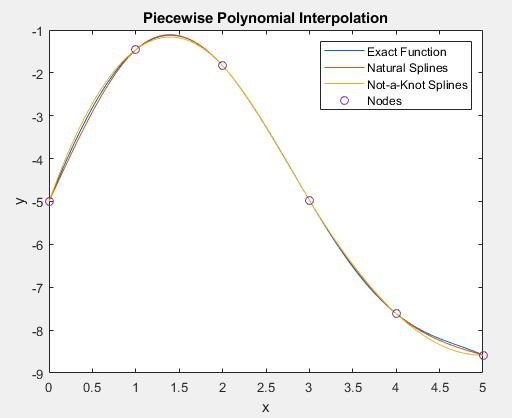 Piecewise Polynomial Interpolation
Exact Function
Natural Splines
Not-a-Knot Splines
Nodes
-1
-2
-3
-4
-5
-6
-7
-8
-9
y
0 0.5 1 1.5 2 2.5 3 3.5 4 4.5 5
x